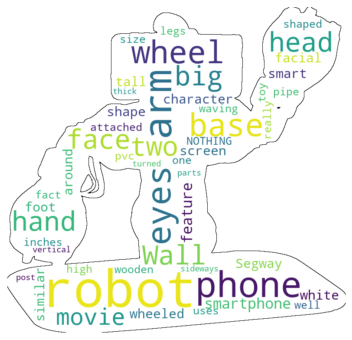 legs
size
shaped
wheel
head
thick
big
facial
tall
smart
arm
character
toy
pipe
shape
waving
really
base
attached
NOTHING
face
two
screen
pvc
one
around
turned
eyes
parts
fact
foot
feature
hand
inches
wall
vertical
post
high
wooden
sideways
Segway
similar
robot
phone
white
smartphone
movie
wheeled
uses
well